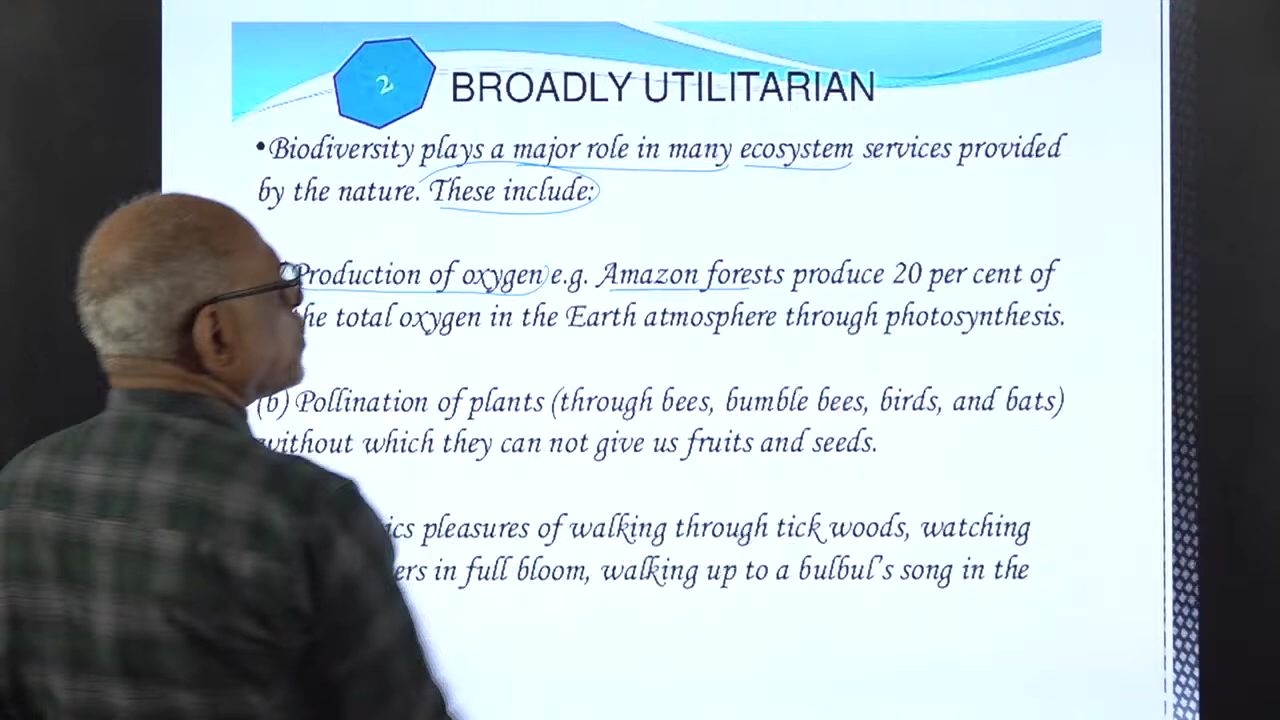 2 BROADLY UTILITARIAN
•Biodiversity plays a major role in many ecosystem services provided
by the nature. These include:
Production of oxygen e.g. Amazon forests produce 20 per cent of
the total oxygen in the Earth atmosphere through photosynthesis.
(b) Pollination of plants (through bees, bumble bees, birds, and bats)
without which they can not give us fruits and seeds.
pleasures of walking through tick woods, watching
in full bloom, walking up to a bulbul's song in the